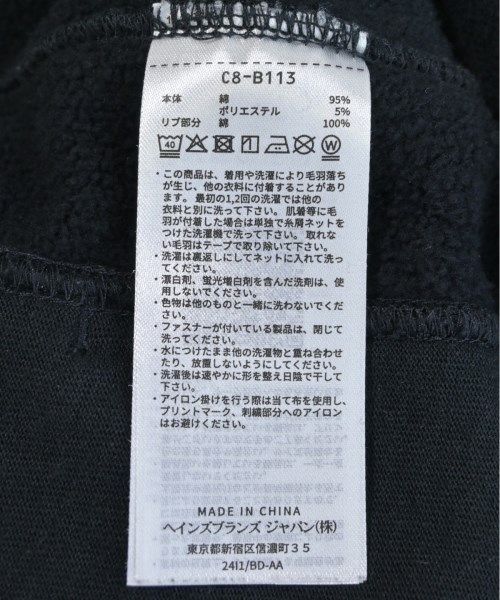 C8-B113
本体 綿 95%
ポリエステル 5%
リブ部分 綿 100%
40 W
・この商品は、着用や洗濯により毛羽落ち
が生じ、他の衣料に付着することがあり
ます。最初の1,2回の洗濯では他の
衣料と別に洗って下さい。肌着等に毛
羽が付着した場合は単独で糸屑ネットを
つけた洗濯機で洗って下さい。取れな
い毛羽はテープで取り除いて下さい。
・洗濯は裏返しにしてネットに入れて洗っ
てください。
・漂白剤、蛍光増白剤を含んだ洗剤は、使
用しないでください。
・色物は他のものと一緒に洗わないでくだ
さい。
・ファスナーが付いている製品は、閉じて
洗ってください。
・水につけたまま他の洗濯物と重ね合わせ
たり、放置しないようにしてください。
・洗濯後は速やかに形を整え日陰で干して
下さい。
・アイロン掛けを行う際は当て布を使用し、
プリントマーク、刺繍部分へのアイロン
はお避けください。
MADE IN CHINA
ヘインズブランズ ジャパン(株)
東京都新宿区信濃町35
24I1/BD-AA